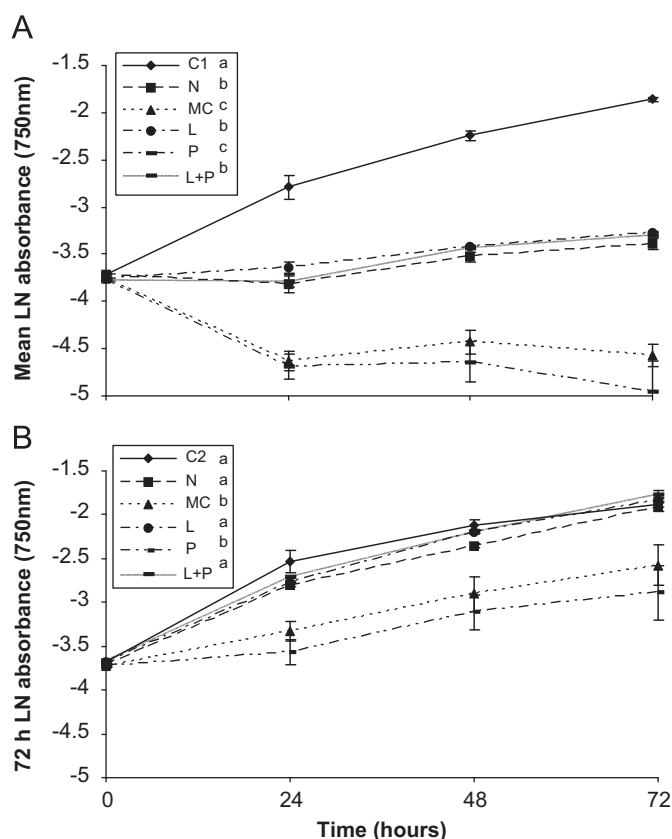 A
Mean LN absorbance (750nm)
-1.5
-2
-2.5
-3
-3.5
-4
-4.5
-5
C1 a
N b
MC c
L b
P c
L+P b
B
72 h LN absorbance (750nm)
-1.5
-2
-2.5
-3
-3.5
-4
-4.5
-5
C2 a
N a
MC b
L a
P b
L+P a
0 24 48 72
Time (hours)